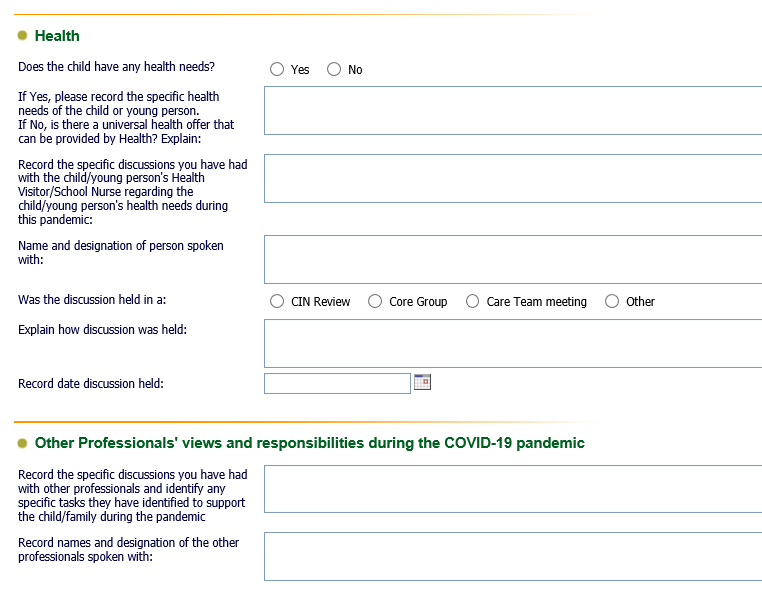 Health
Does the child have any health needs?
Yes No
If Yes, please record the specific health
needs of the child or young person.
If No, is there a universal health offer that
can be provided by Health? Explain:
Record the specific discussions you have had
with the child/young person's Health
Visitor/School Nurse regarding the
child/young person's health needs during
this pandemic:
Name and designation of person spoken
with:
Was the discussion held in a:
CIN Review Core Group Care Team meeting Other
Explain how discussion was held:
Record date discussion held:
Other Professionals' views and responsibilities during the COVID-19 pandemic
Record the specific discussions you have had
with other professionals and identify any
specific tasks they have identified to support
the child/family during the pandemic
Record names and designation of the other
professionals spoken with: